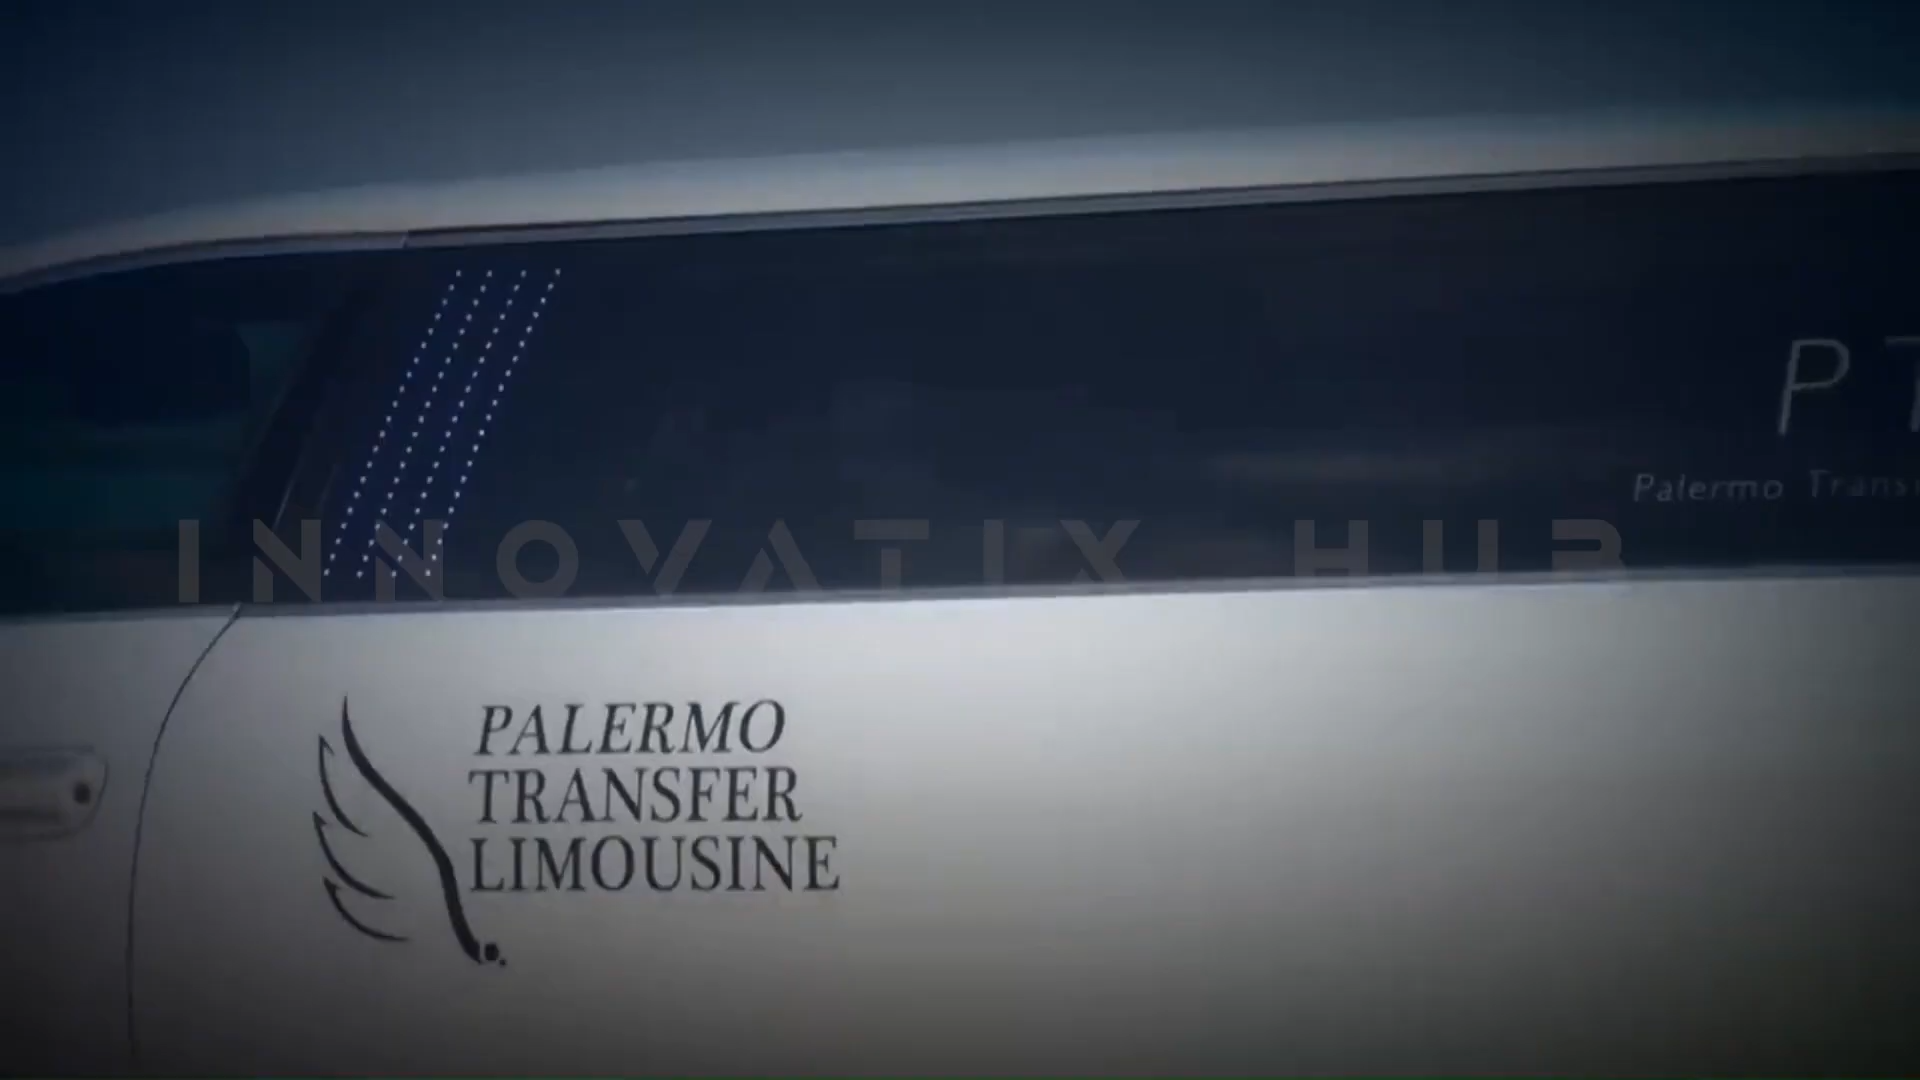 PT
Palermo Trans
INNOVATIX HUB
PALERMO
TRANSFER
LIMOUSINE